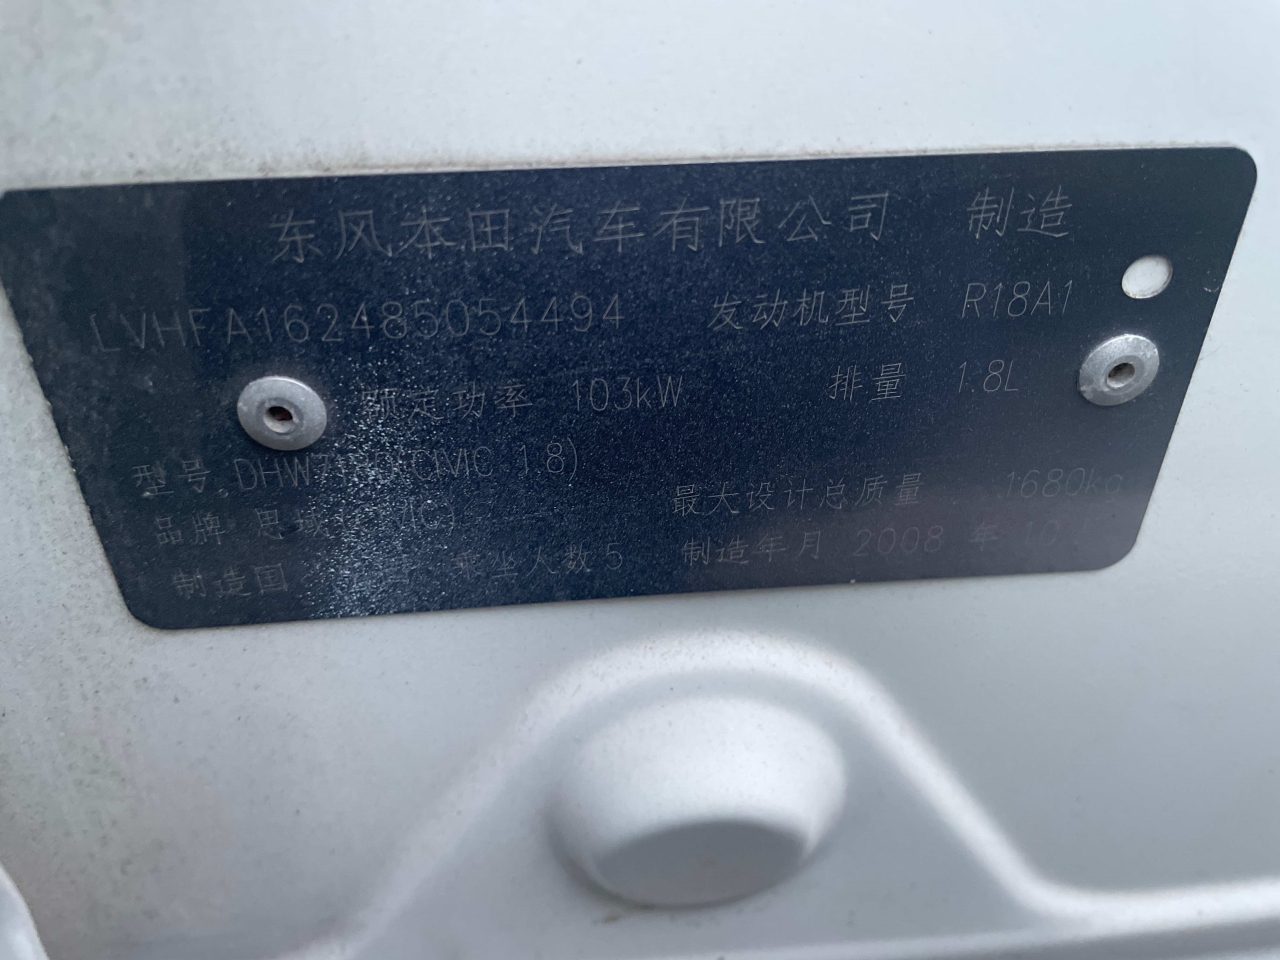 东风本田汽车有限公司 制造
LVHFA162485054494 发动机型号 R18A1
额定功率 103kW 排量 1.8L
型号 (CIVIC 1.8)
品牌 思域 最大设计总质量 1680kg
制造国 乘坐人数5 制造年月 2008 年 10